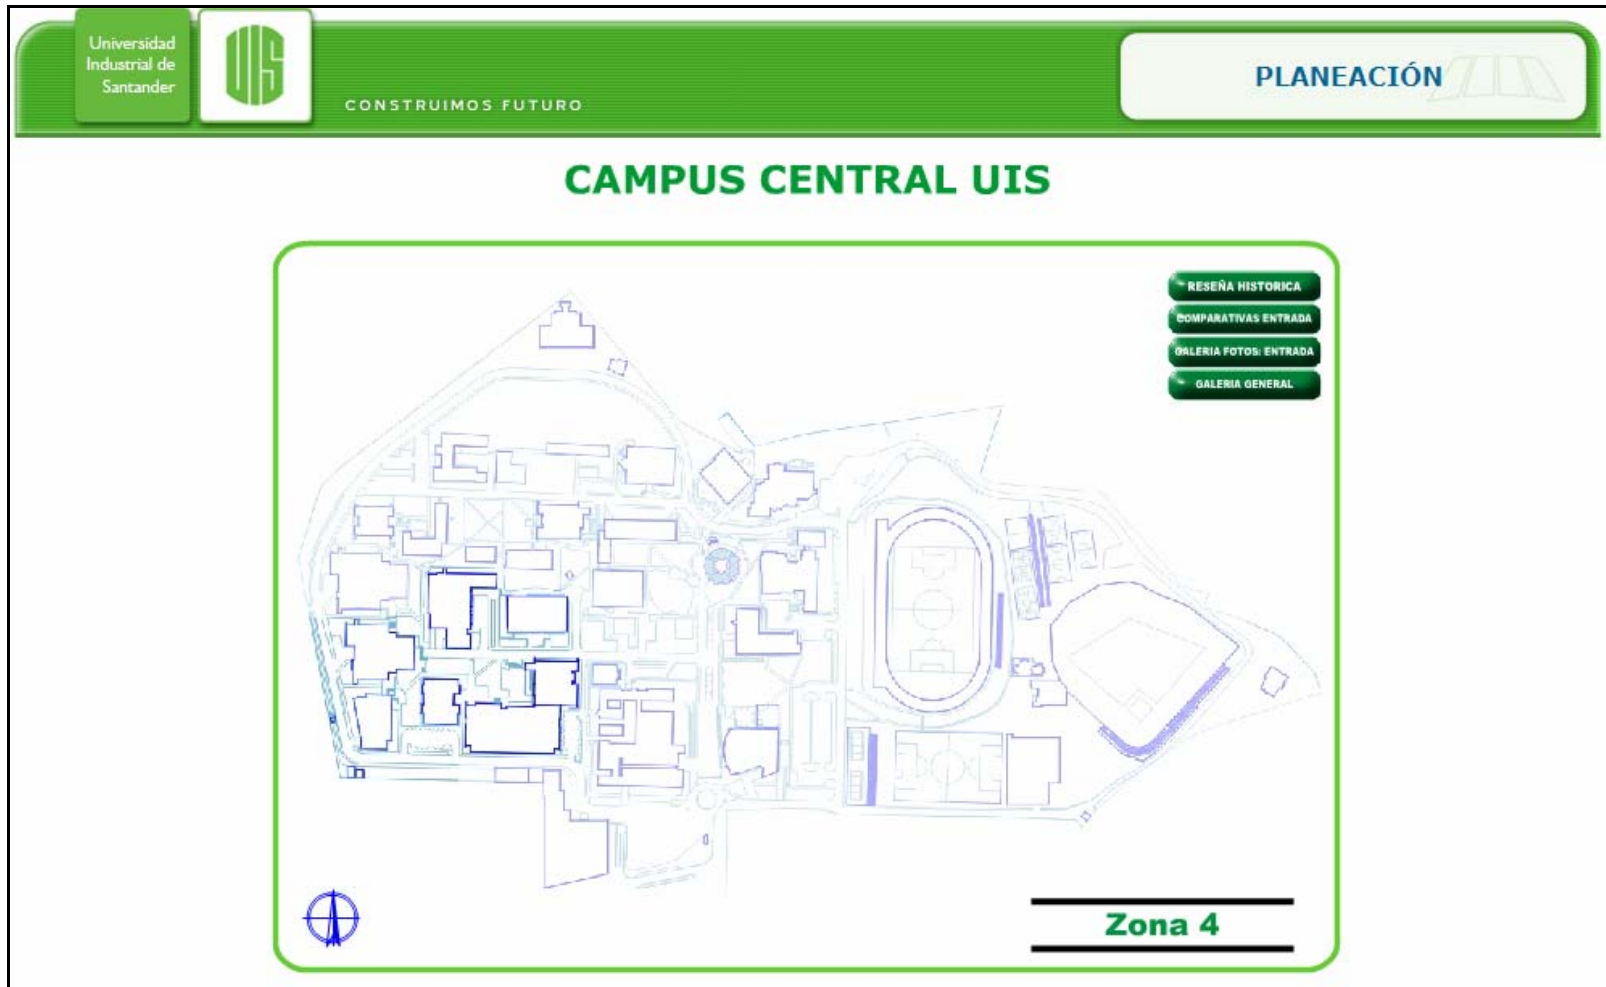 Universidad
Industrial de
Santander
UIS
CONSTRUIMOS FUTURO
PLANEACIÓN
CAMPUS CENTRAL UIS
RESEÑA HISTORICA
COMPARATIVAS ENTRADA
GALERIA FOTOS: ENTRADA
GALERIA GENERAL
Zona 4